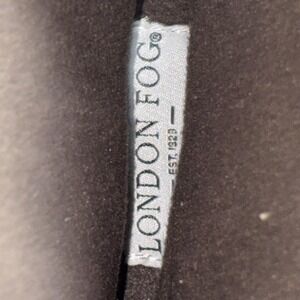 LONDON FOG®
— EST. 1923 —